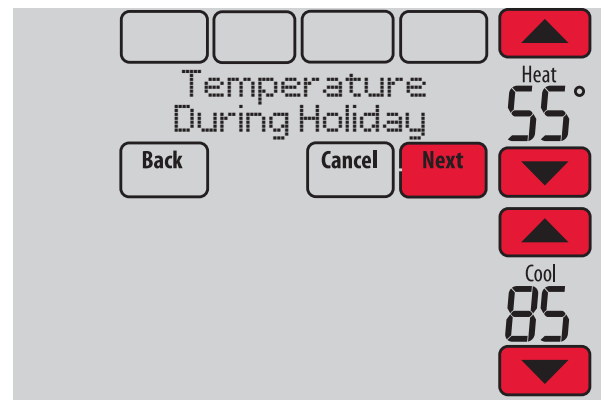 Temperature
During Holiday
Back
Cancel
Next
Heat
55°
Cool
85